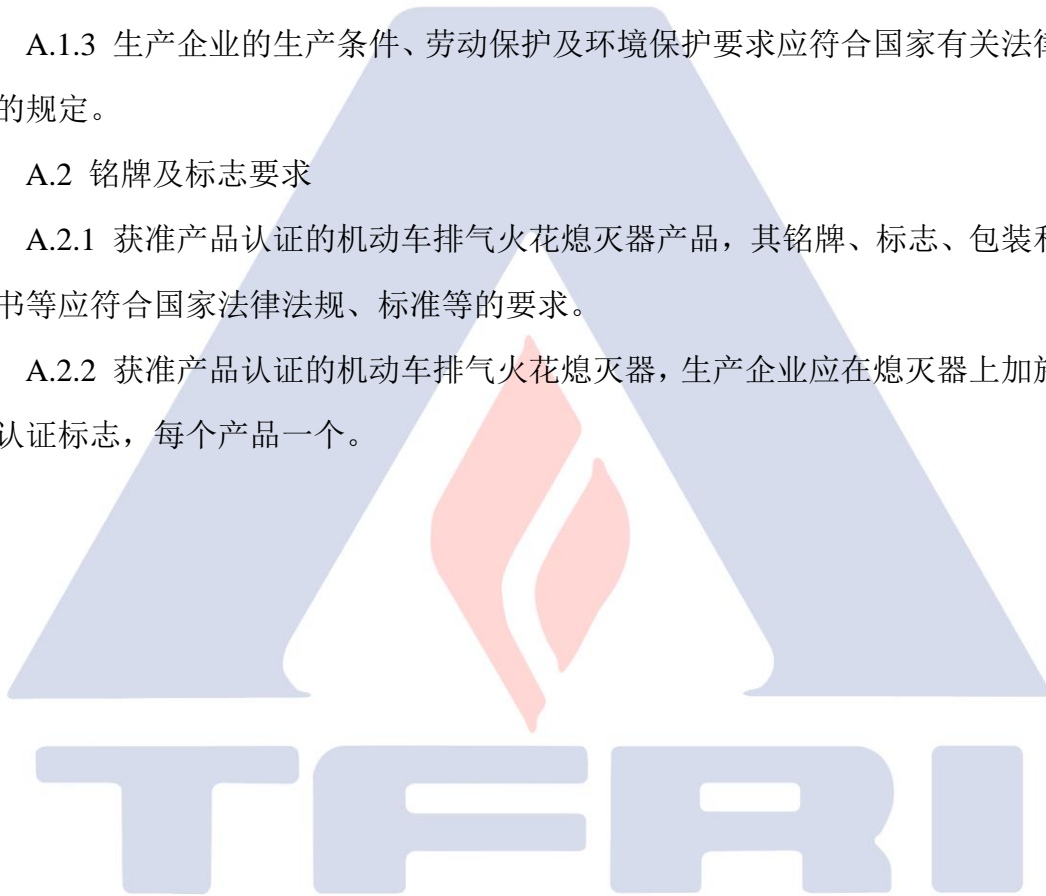 A.1.3 生产企业的生产条件、劳动保护及环境保护要求应符合国家有关法律
的规定。
A.2 铭牌及标志要求
A.2.1 获准产品认证的机动车排气火花熄灭器产品，其铭牌、标志、包装
书等应符合国家法律法规、标准等的要求。
A.2.2 获准产品认证的机动车排气火花熄灭器，生产企业应在熄灭器上加
认证标志，每个产品一个。
TFRI